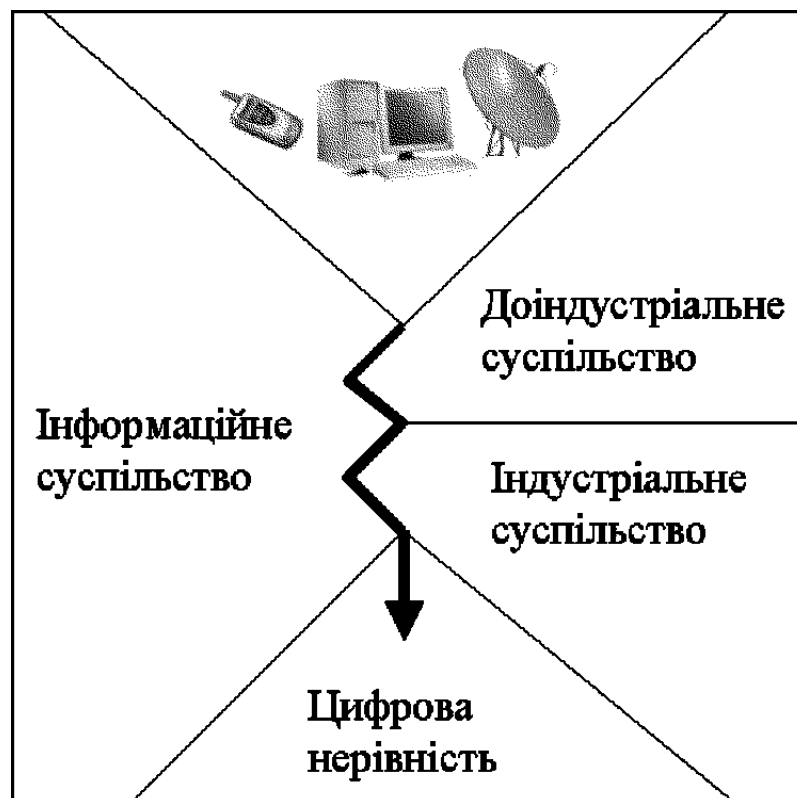 Доіндустріальне
суспільство
Інформаційне
суспільство
Індустріальне
суспільство
Цифрова
нерівність